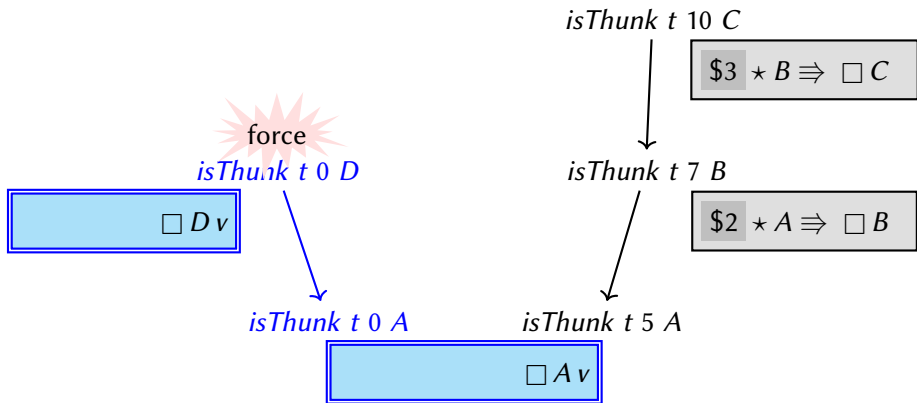 isThunk t 10 C
$3 ⋆ B ⇛ □ C
force
isThunk t 0 D
isThunk t 7 B
□ D v
$2 ⋆ A ⇛ □ B
isThunk t 0 A
isThunk t 5 A
□ A v